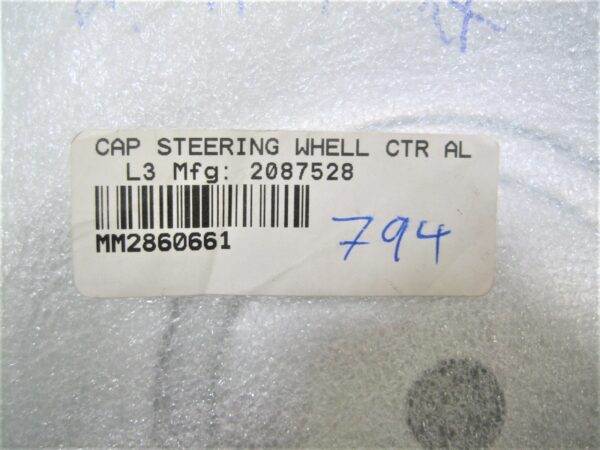 CAP STEERING WHELL CTR AL
L3 Mfg: 2087528
MM2860661
794